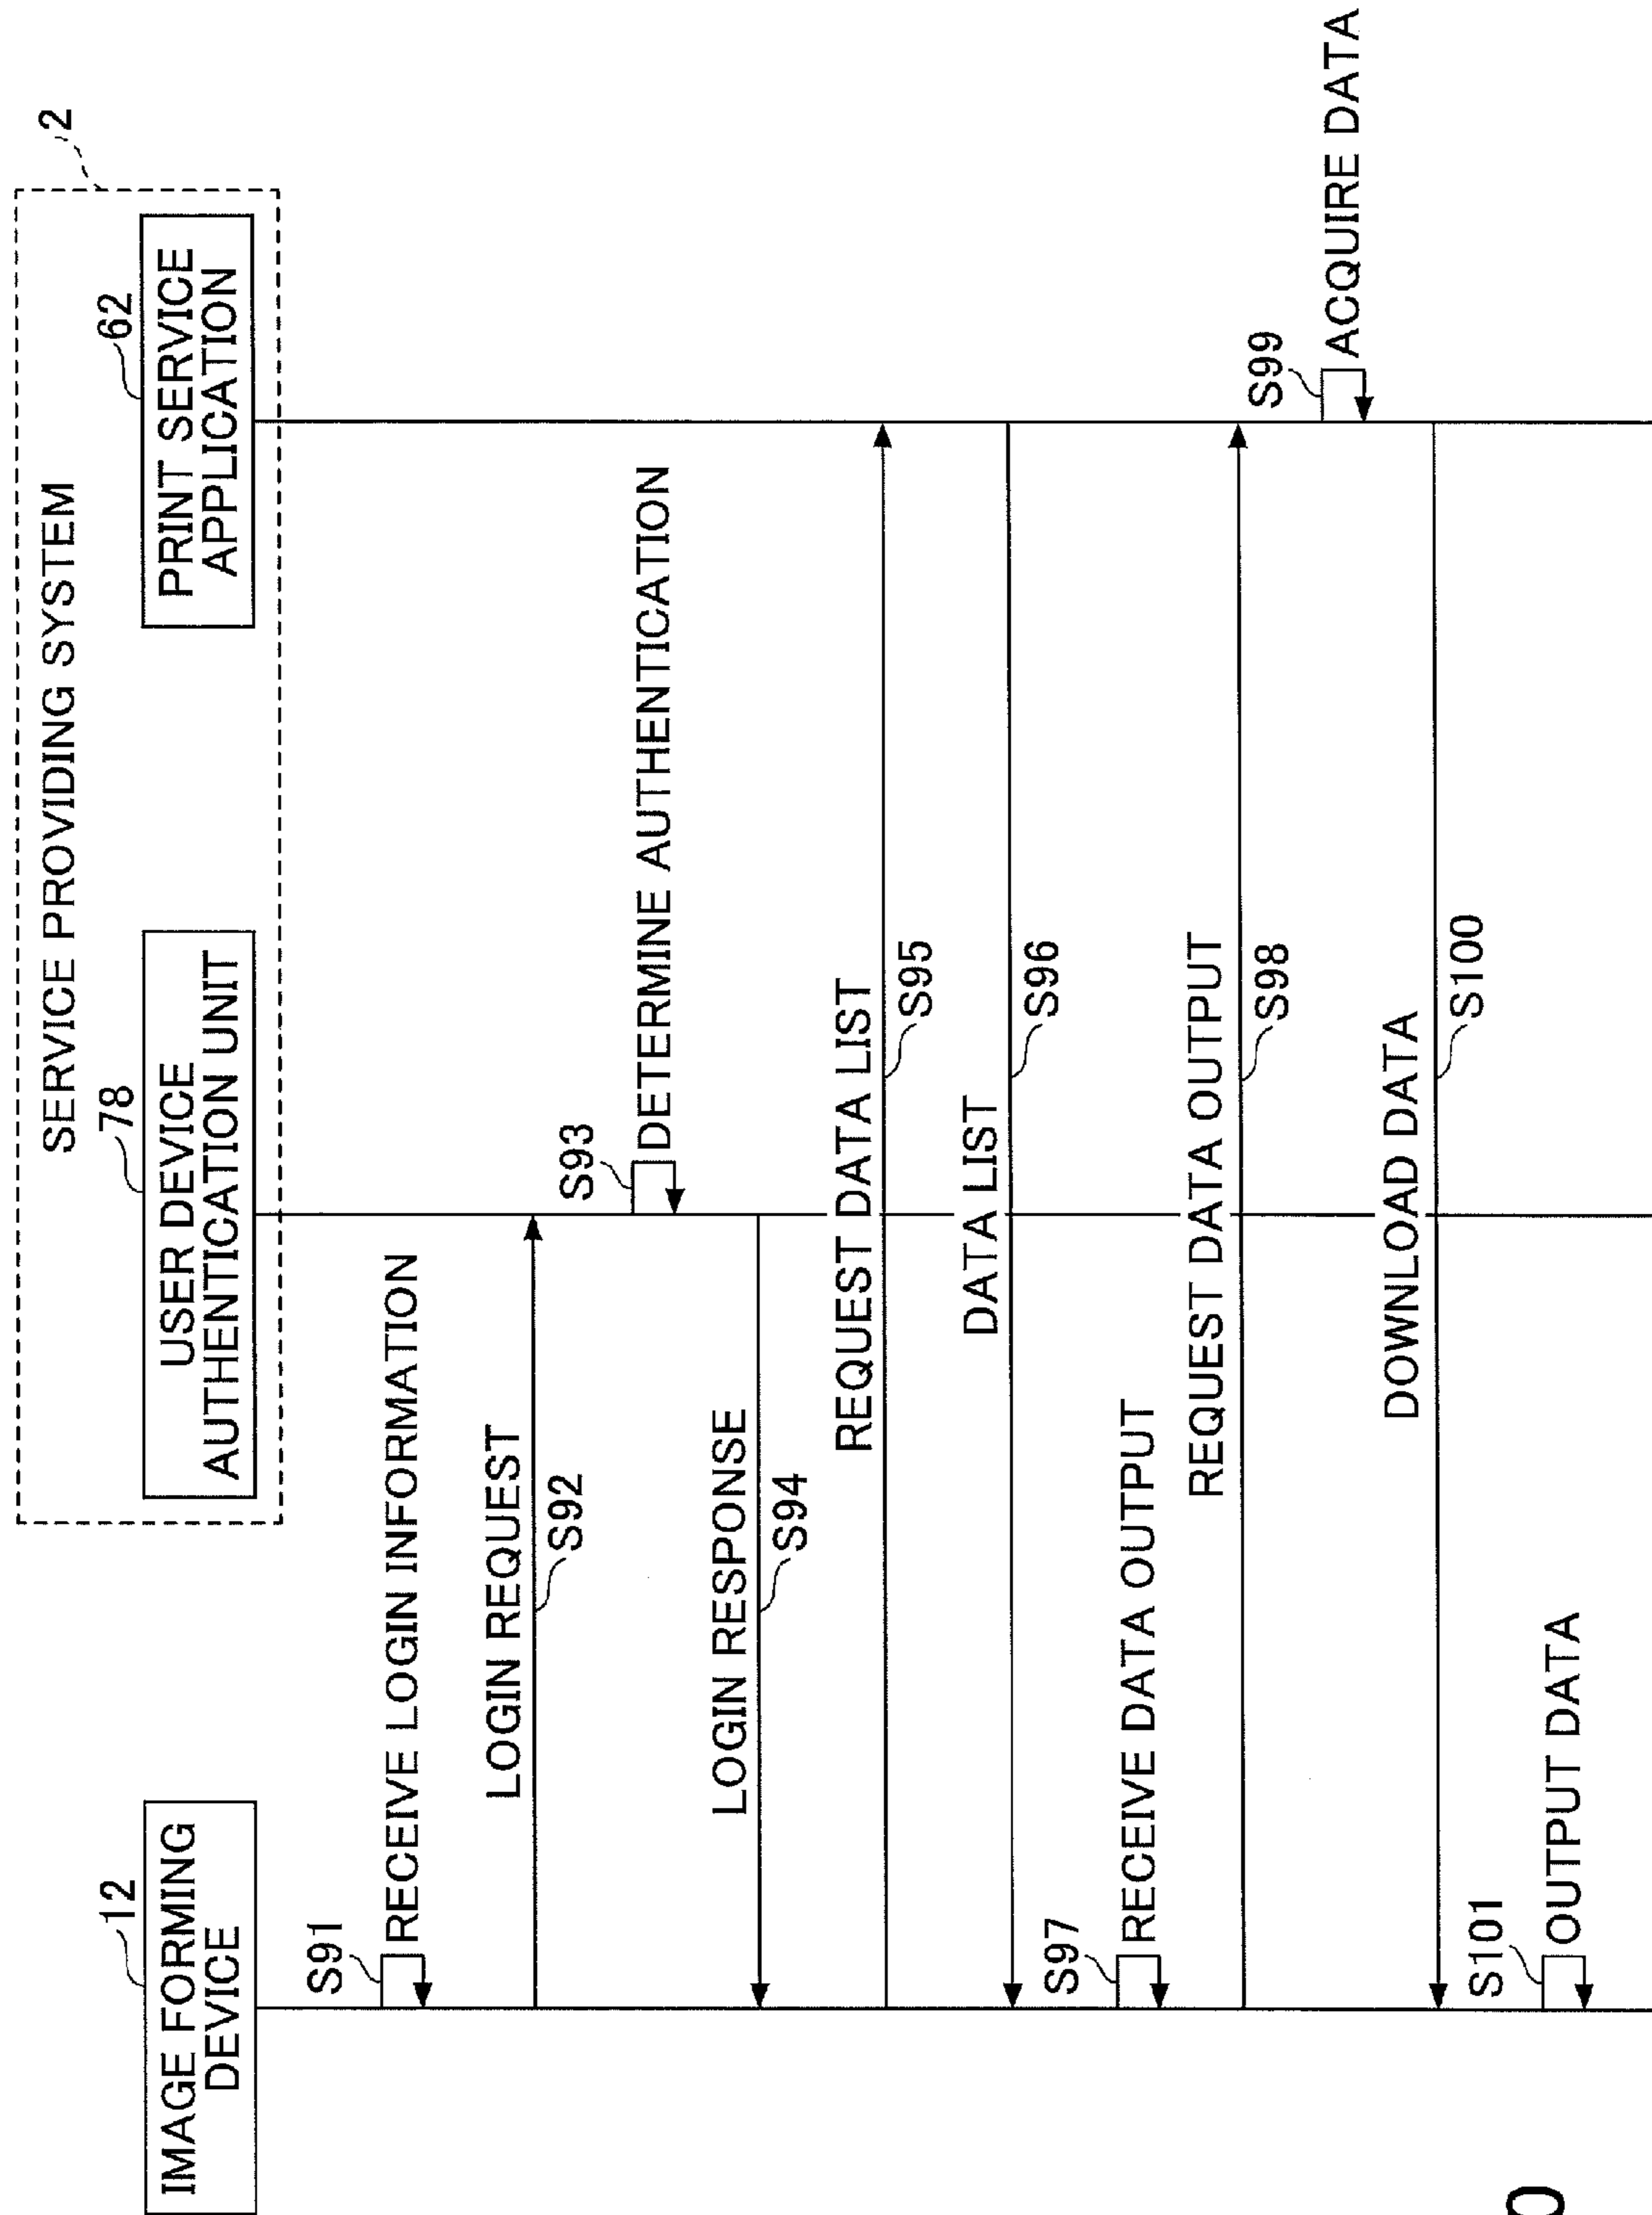 SERVICE PROVIDING SYSTEM
2
12
78
62
IMAGE FORMING
DEVICE
USER DEVICE
AUTHENTICATION UNIT
PRINT SERVICE
APPLICATION
S91
RECEIVE LOGIN INFORMATION
LOGIN REQUEST
S92
S93
DETERMINE AUTHENTICATION
LOGIN RESPONSE
S94
REQUEST DATA LIST
S95
DATA LIST
S96
S97
RECEIVE DATA OUTPUT
REQUEST DATA OUTPUT
S98
S99
ACQUIRE DATA
DOWNLOAD DATA
S100
S101
OUTPUT DATA